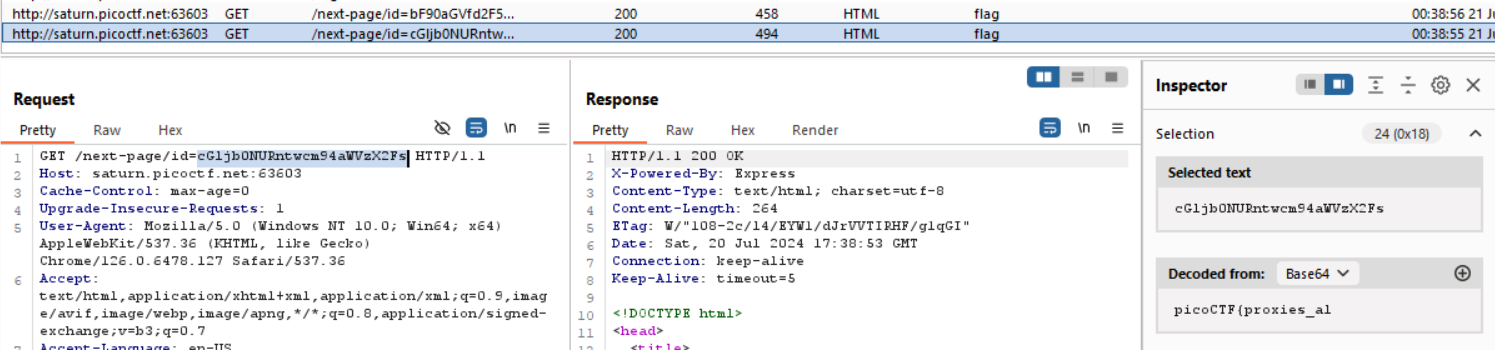 http://saturn.picoctf.net:63603 GET /next-page/id=bF90aGVfd2F5... 200 458 HTML flag 00:38:56 21 Ju
http://saturn.picoctf.net:63603 GET /next-page/id=cGljb0NURntw... 200 494 HTML flag 00:38:55 21 Ju
Request
Pretty Raw Hex \n
1 GET /next-page/id=cGljb0NURntwcm94aWVzX2Fs HTTP/1.1
2 Host: saturn.picoctf.net:63603
3 Cache-Control: max-age=0
4 Upgrade-Insecure-Requests: 1
5 User-Agent: Mozilla/5.0 (Windows NT 10.0; Win64; x64)
AppleWebKit/537.36 (KHTML, like Gecko)
Chrome/126.0.6478.127 Safari/537.36
6 Accept:
text/html,application/xhtml+xml,application/xml;q=0.9,imag
e/avif,image/webp,image/apng,*/*;q=0.8,application/signed-
exchange;v=b3;q=0.7
7 Accept-Language: en-US
Response
Pretty Raw Hex Render \n
1 HTTP/1.1 200 OK
2 X-Powered-By: Express
3 Content-Type: text/html; charset=utf-8
4 Content-Length: 264
5 ETag: W/"108-2c/14/EYWl/dJrVVTIRHF/glqGI"
6 Date: Sat, 20 Jul 2024 17:38:53 GMT
7 Connection: keep-alive
8 Keep-Alive: timeout=5
9
10 <!DOCTYPE html>
11 <head>
12 <title>
Inspector
Selection 24 (0x18)
Selected text
cGljb0NURntwcm94aWVzX2Fs
Decoded from: Base64
picoCTF{proxies_al